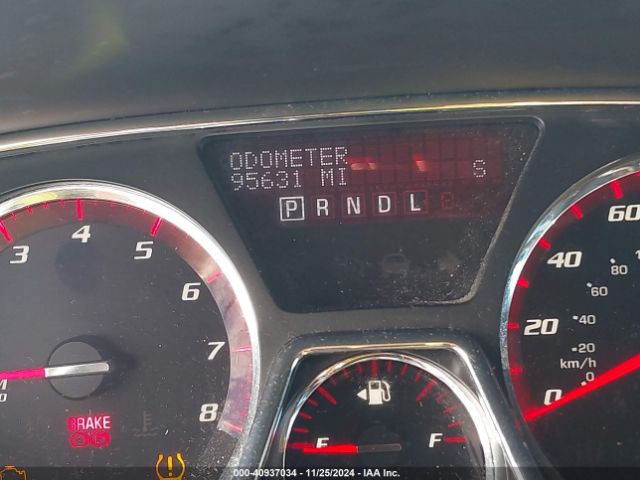 ODOMETER
95631 MI S
P R N D L
3 4 5 6 7 8
BRAKE
E F
0 20 40 60
0 20 40 60 80
km/h
000-40937034 - 11/25/2024 - IAA Inc.